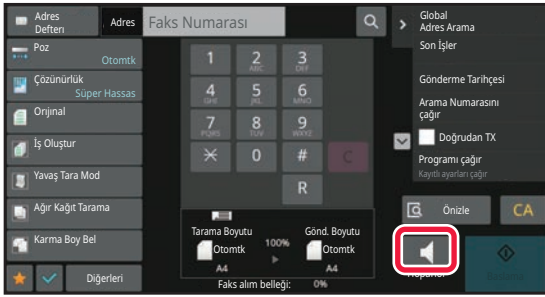 Adres
Defteri
Adres
Faks Numarası
Poz
Otomtk
Çözünürlük
Süper Hassas
Orijinal
İş Oluştur
Yavaş Tara Mod
Ağır Kağıt Tarama
Karma Boy Bel
Diğerleri
1
2
ABC
3
DEF
4
GHI
5
JKL
6
MNO
7
PQRS
8
TUV
9
WXYZ
0
#
C
R
Tarama Boyutu
Otomtk
A4
100%
Gönd. Boyutu
Otomtk
A4
Faks alım belleği: 0%
Global
Adres Arama
Son İşler
Gönderme Tarihçesi
Arama Numarasını
çağır
Doğrudan TX
Programı çağır
Kayıtlı ayarları çağır
Önizle
CA
Hoparlör